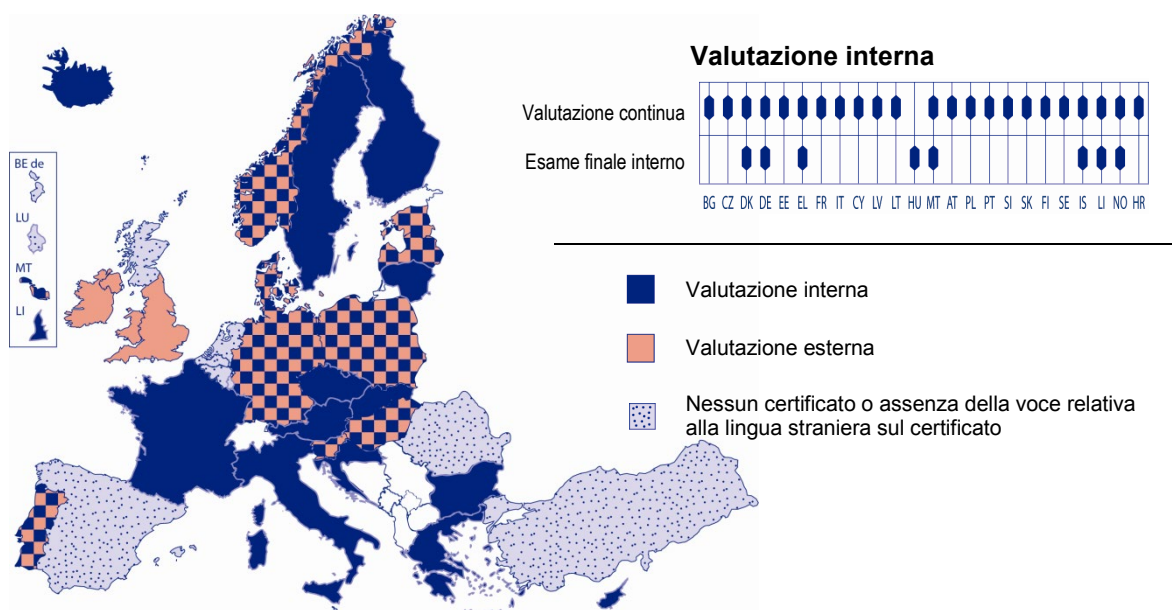 Valutazione interna
Valutazione continua
Esame finale interno
BG CZ DK DE EE EL FR IT CY LV LT HU MT AT PL PT SI SK FI SE IS LI NO HR
BE de
LU
MT
LI
Valutazione interna
Valutazione esterna
Nessun certificato o assenza della voce relativa
alla lingua straniera sul certificato